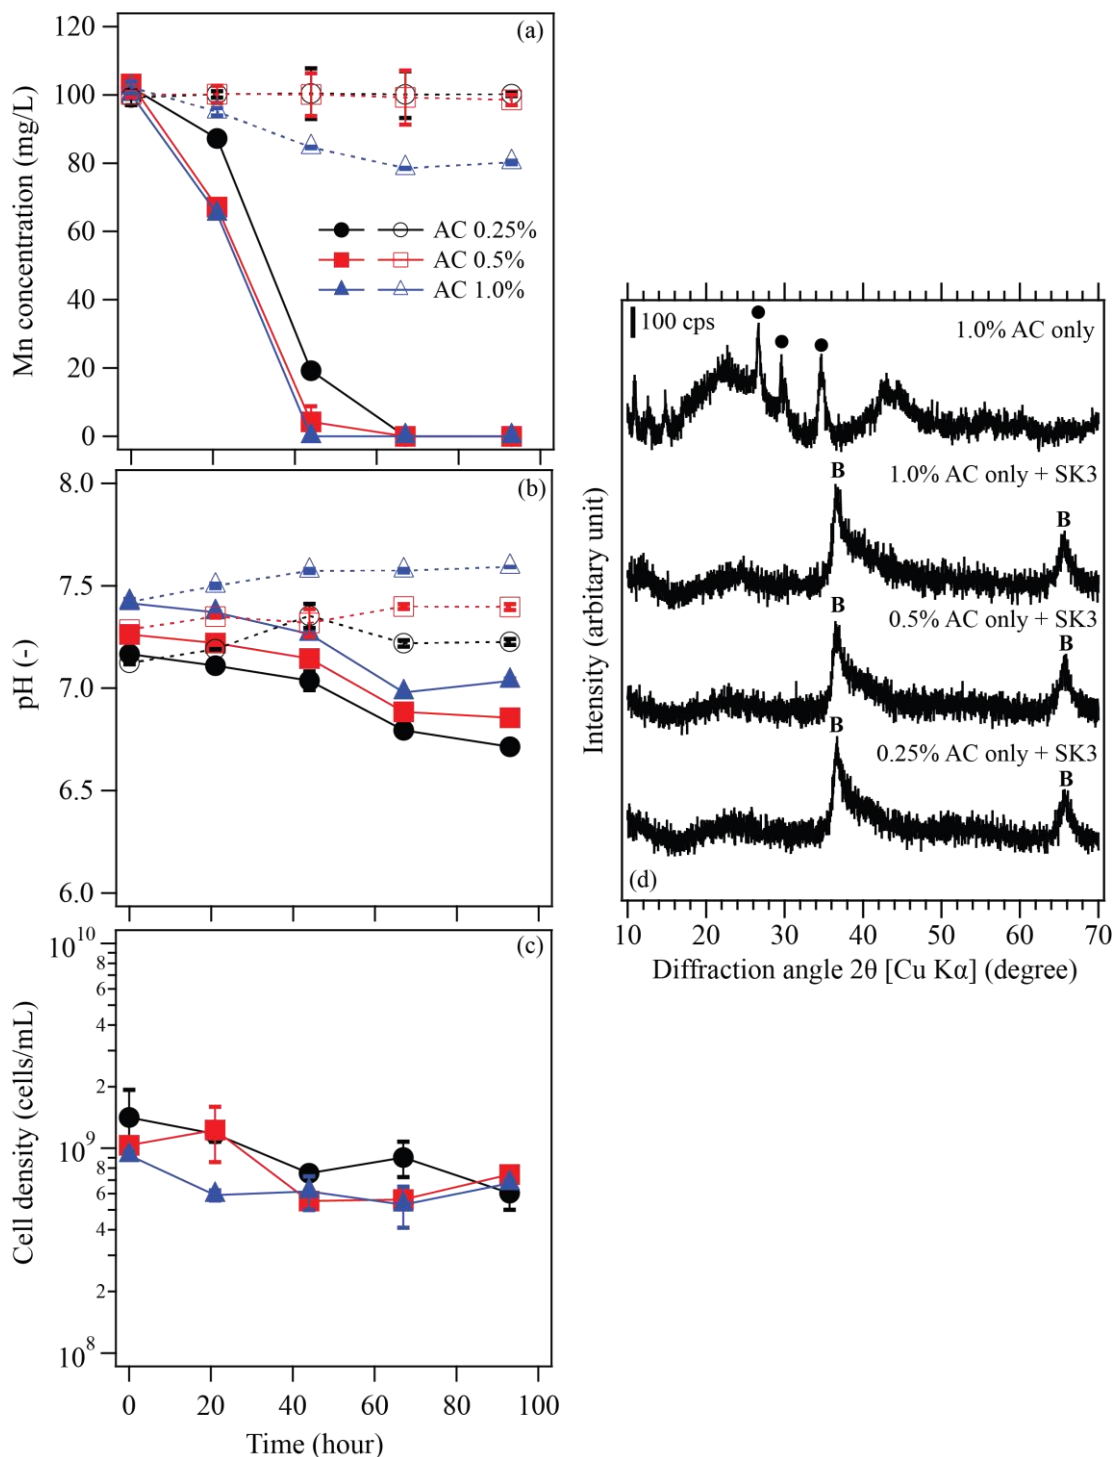 (a)
120
100
80
60
40
20
0
Mn concentration (mg/L)
AC 0.25%
AC 0.5%
AC 1.0%
(b)
8.0
7.5
7.0
6.5
6.0
pH (-)
(c)
10^10
8
6
4
2
10^9
8
6
4
2
10^8
Cell density (cells/mL)
0 20 40 60 80 100
Time (hour)
100 cps
1.0% AC only
B
1.0% AC only + SK3
B
B
0.5% AC only + SK3
B
B
0.25% AC only + SK3
B
(d)
Intensity (arbitary unit)
10 20 30 40 50 60 70
Diffraction angle 2θ [Cu Kα] (degree)